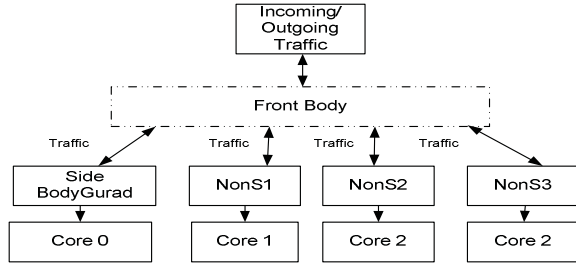 Incoming/
Outgoing
Traffic
Front Body
Traffic Traffic Traffic Traffic
Side
BodyGurad
NonS1 NonS2 NonS3
Core 0 Core 1 Core 2 Core 2